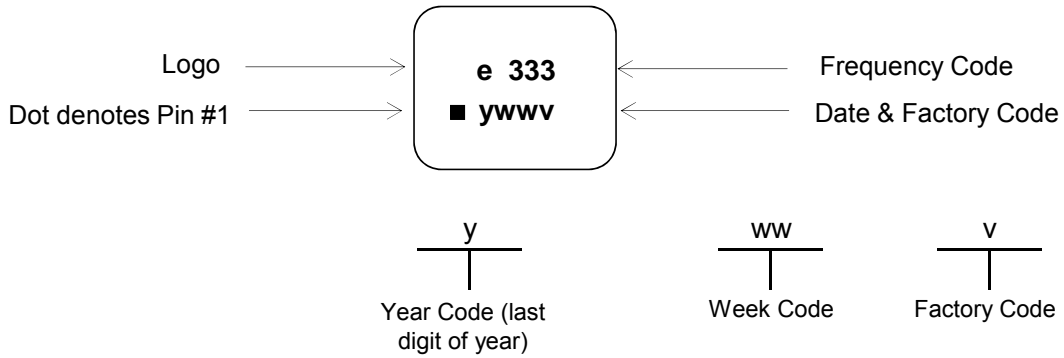 Logo
Dot denotes Pin #1
e 333
ywwv
Frequency Code
Date & Factory Code
y
Year Code (last
digit of year)
ww
Week Code
v
Factory Code